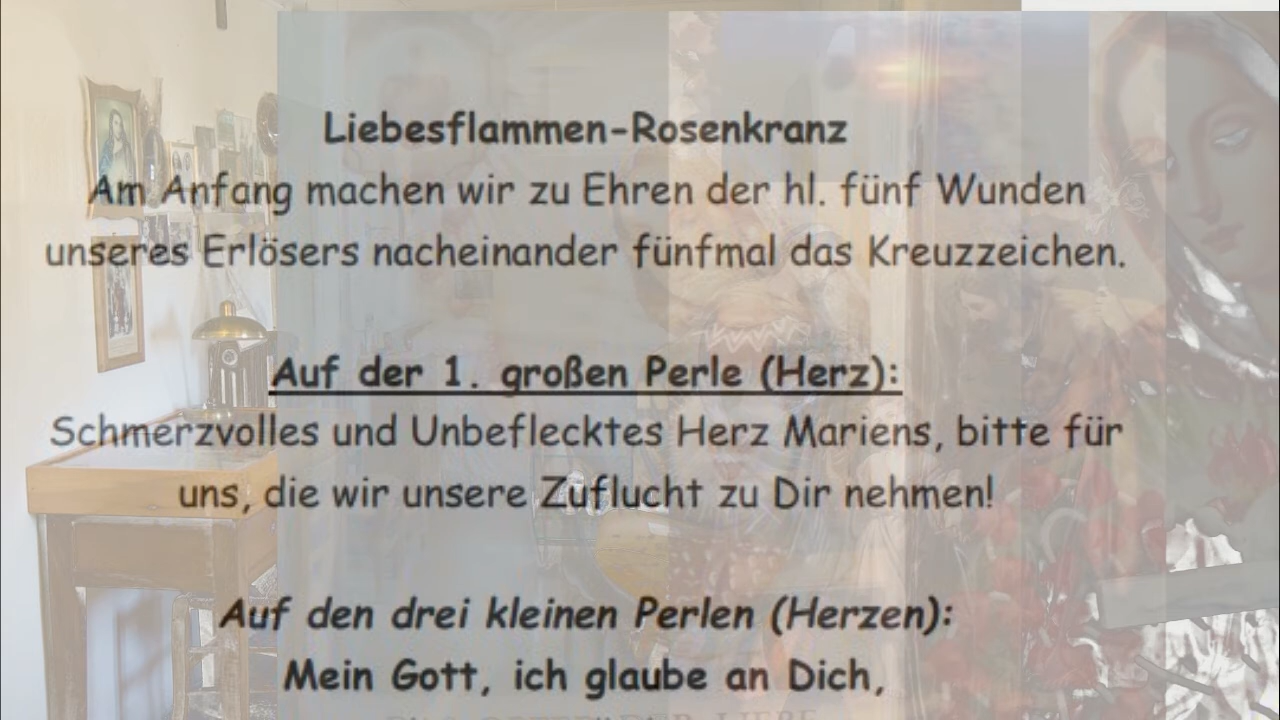 Liebesflammen-Rosenkranz
Am Anfang machen wir zu Ehren der hl. fünf Wunden
unseres Erlösers nacheinander fünfmal das Kreuzzeichen.
Auf der 1. großen Perle (Herz):
Schmerzvolles und Unbeflecktes Herz Mariens, bitte für
uns, die wir unsere Zuflucht zu Dir nehmen!
Auf den drei kleinen Perlen (Herzen):
Mein Gott, ich glaube an Dich,
DER LIEBE